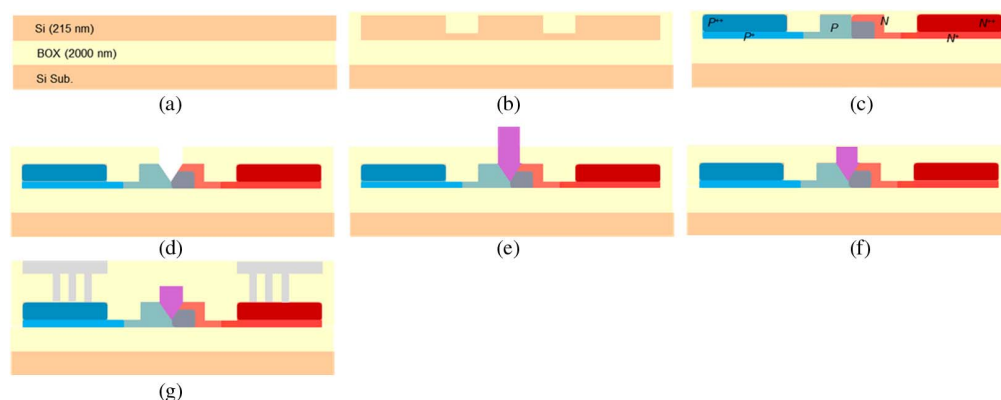 Si (215 nm)
BOX (2000 nm)
Si Sub.
(a)
(b)
P++
P+
P
N
N++
N+
(c)
(d)
(e)
(f)
(g)